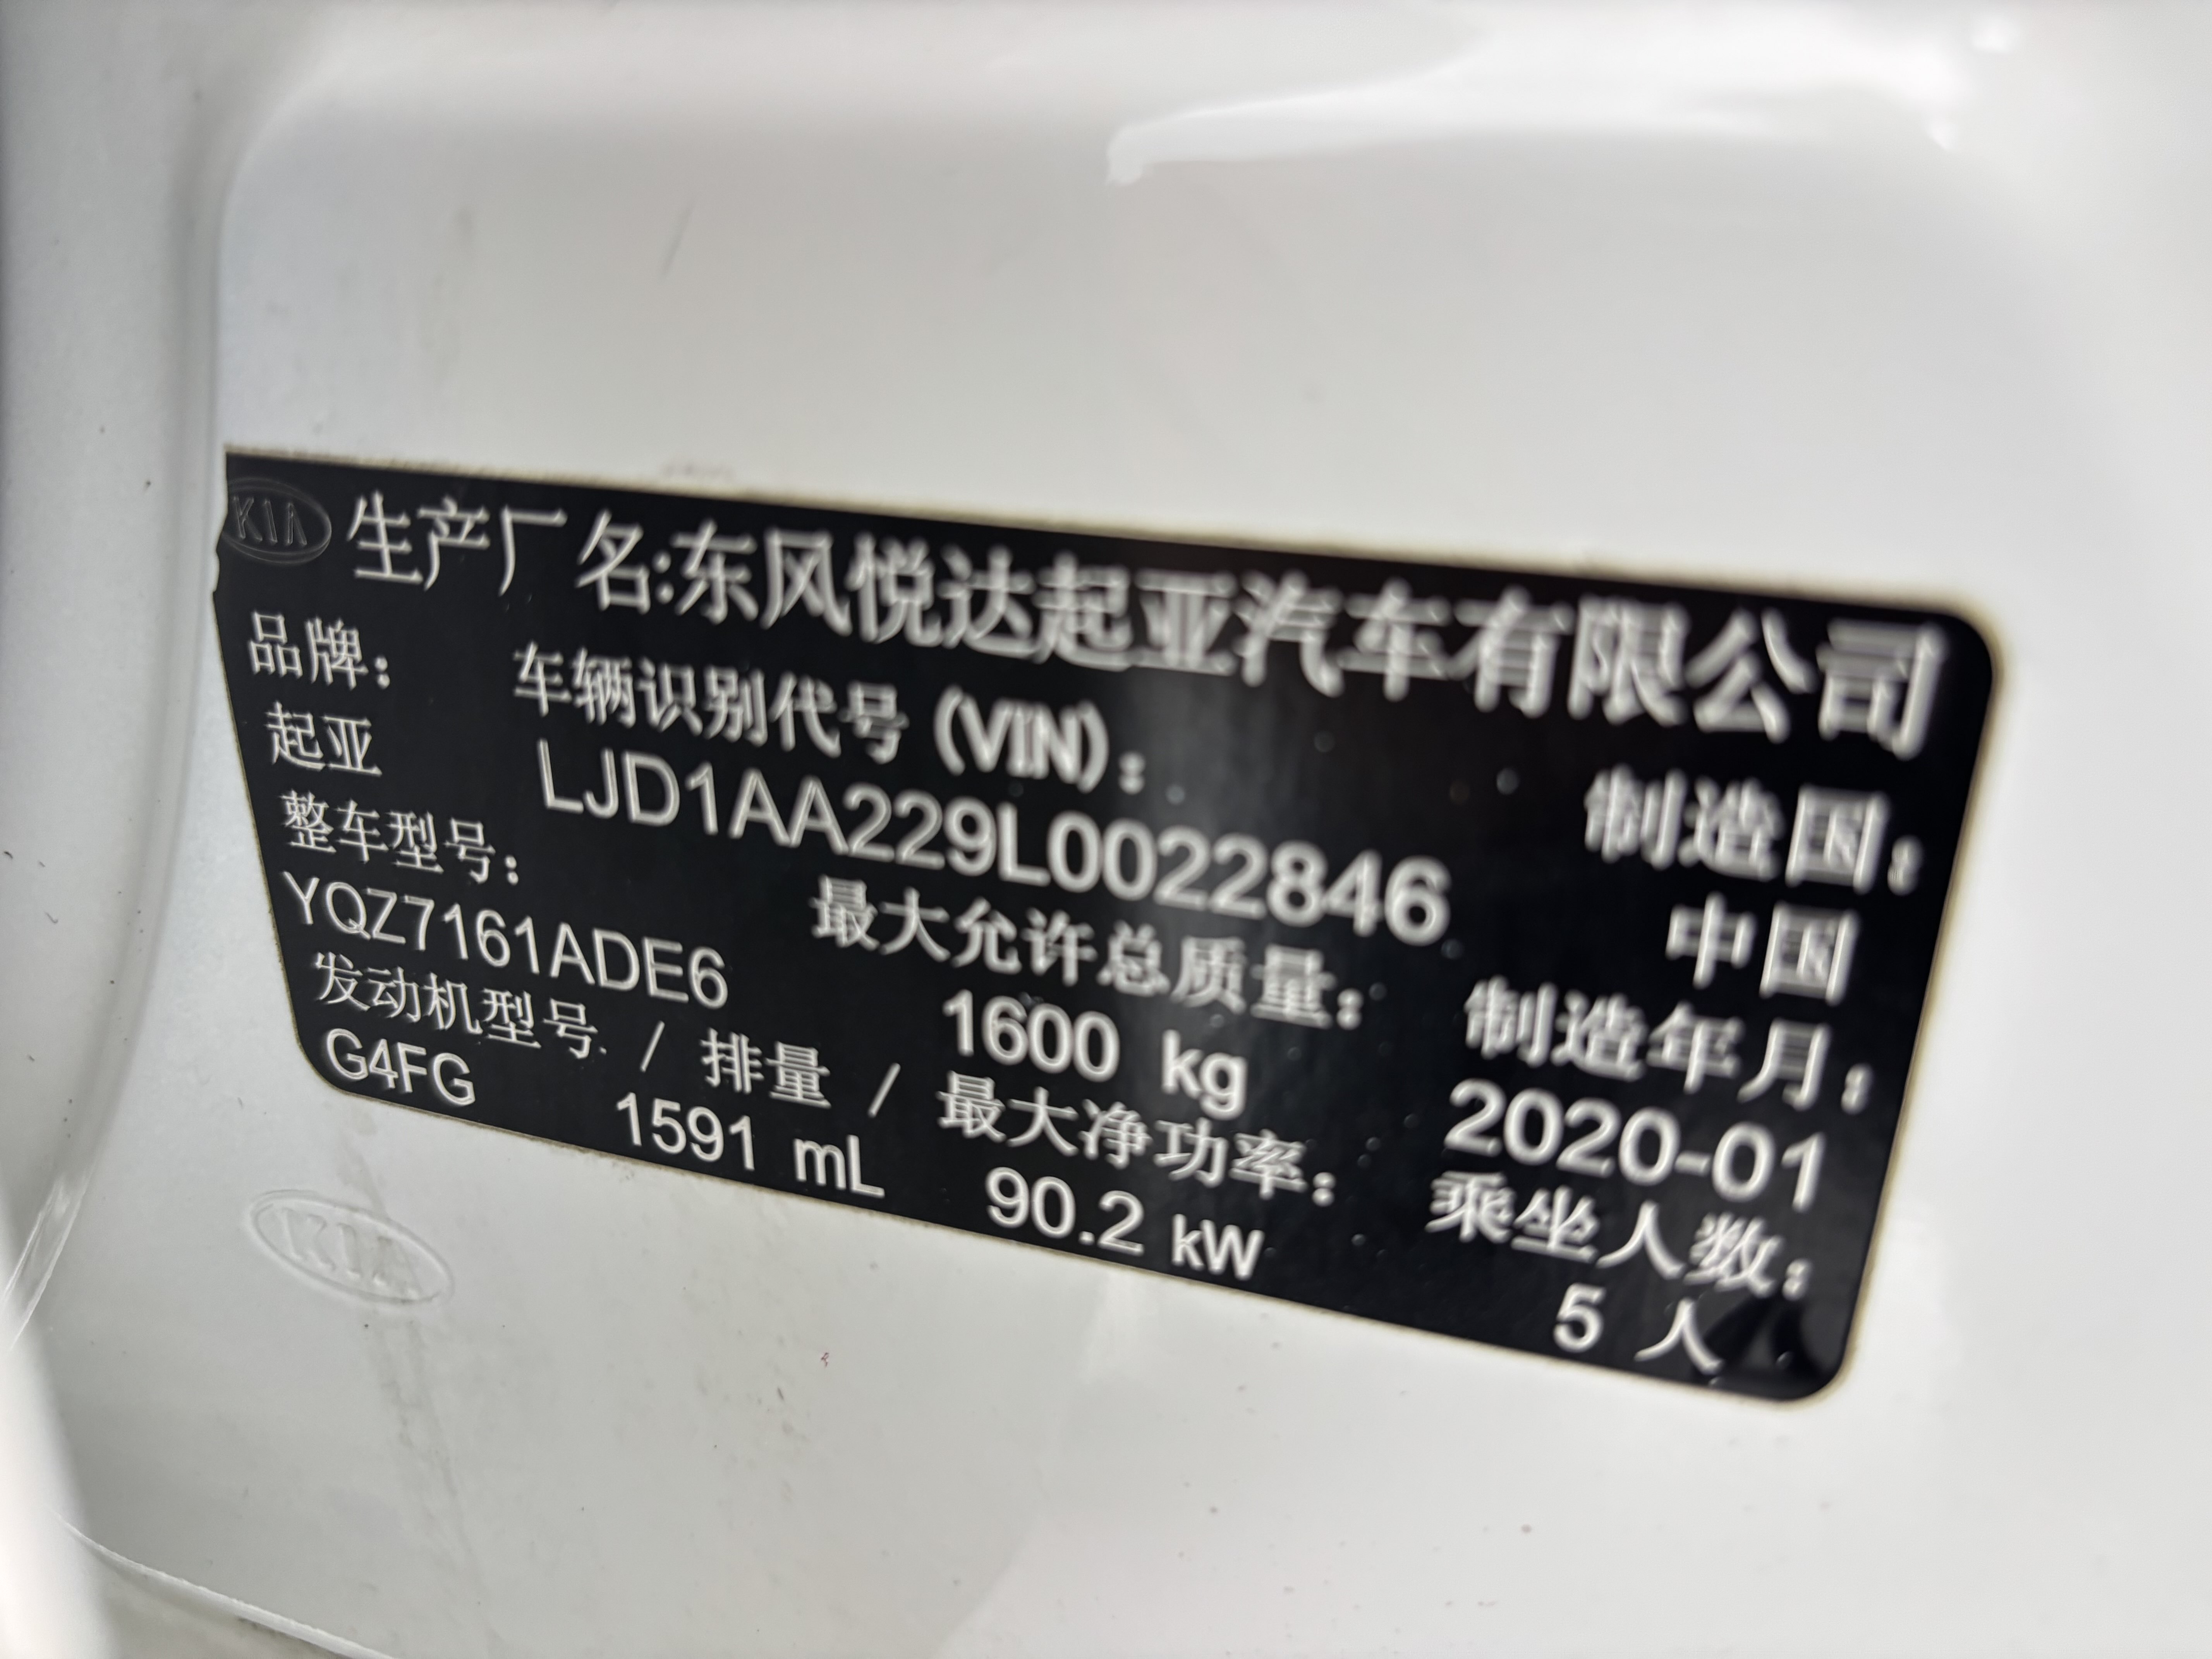 KIA 生产厂名:东风悦达起亚汽车有限公司
品牌: 车辆识别代号 (VIN): 制造国:
起亚 LJD1AA229L0022846 中国
整车型号: 最大允许总质量: 制造年月:
YQZ7161ADE6 1600 kg 2020-01
发动机型号 / 排量 / 最大净功率: 乘坐人数:
G4FG 1591 mL 90.2 kW 5 人
KIA